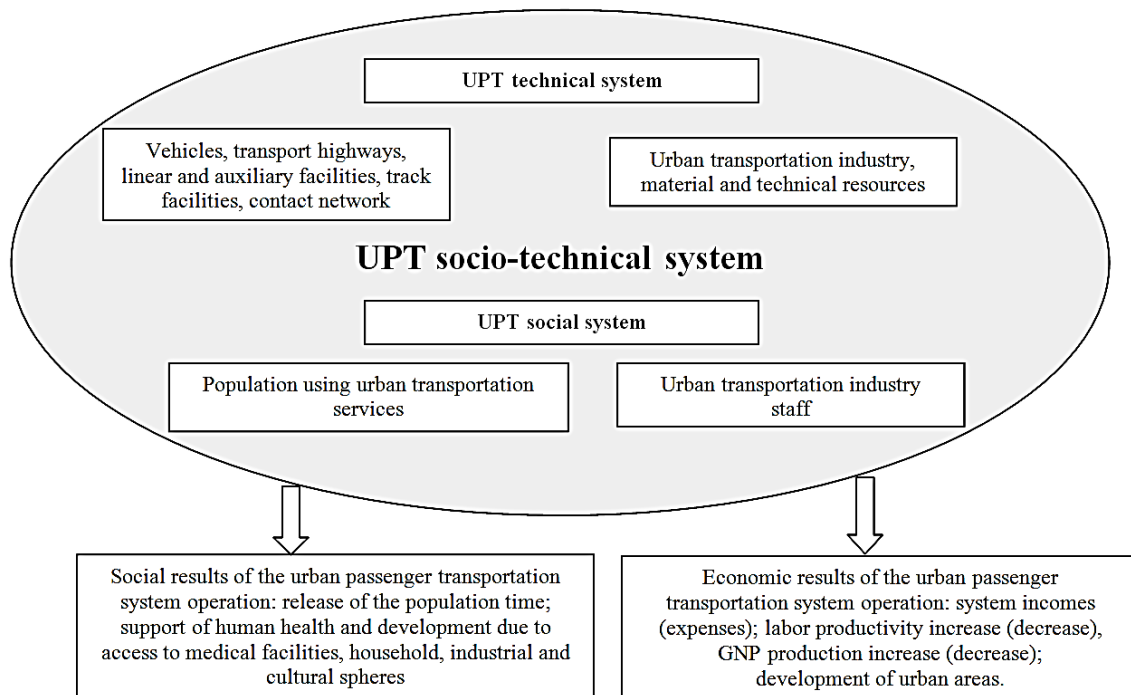 UPT technical system
Vehicles, transport highways,
linear and auxiliary facilities, track
facilities, contact network
Urban transportation industry,
material and technical resources
UPT socio-technical system
UPT social system
Population using urban transportation
services
Urban transportation industry
staff
Social results of the urban passenger transportation
system operation: release of the population time;
support of human health and development due to
access to medical facilities, household, industrial and
cultural spheres
Economic results of the urban passenger
transportation system operation: system incomes
(expenses); labor productivity increase (decrease),
GNP production increase (decrease);
development of urban areas.